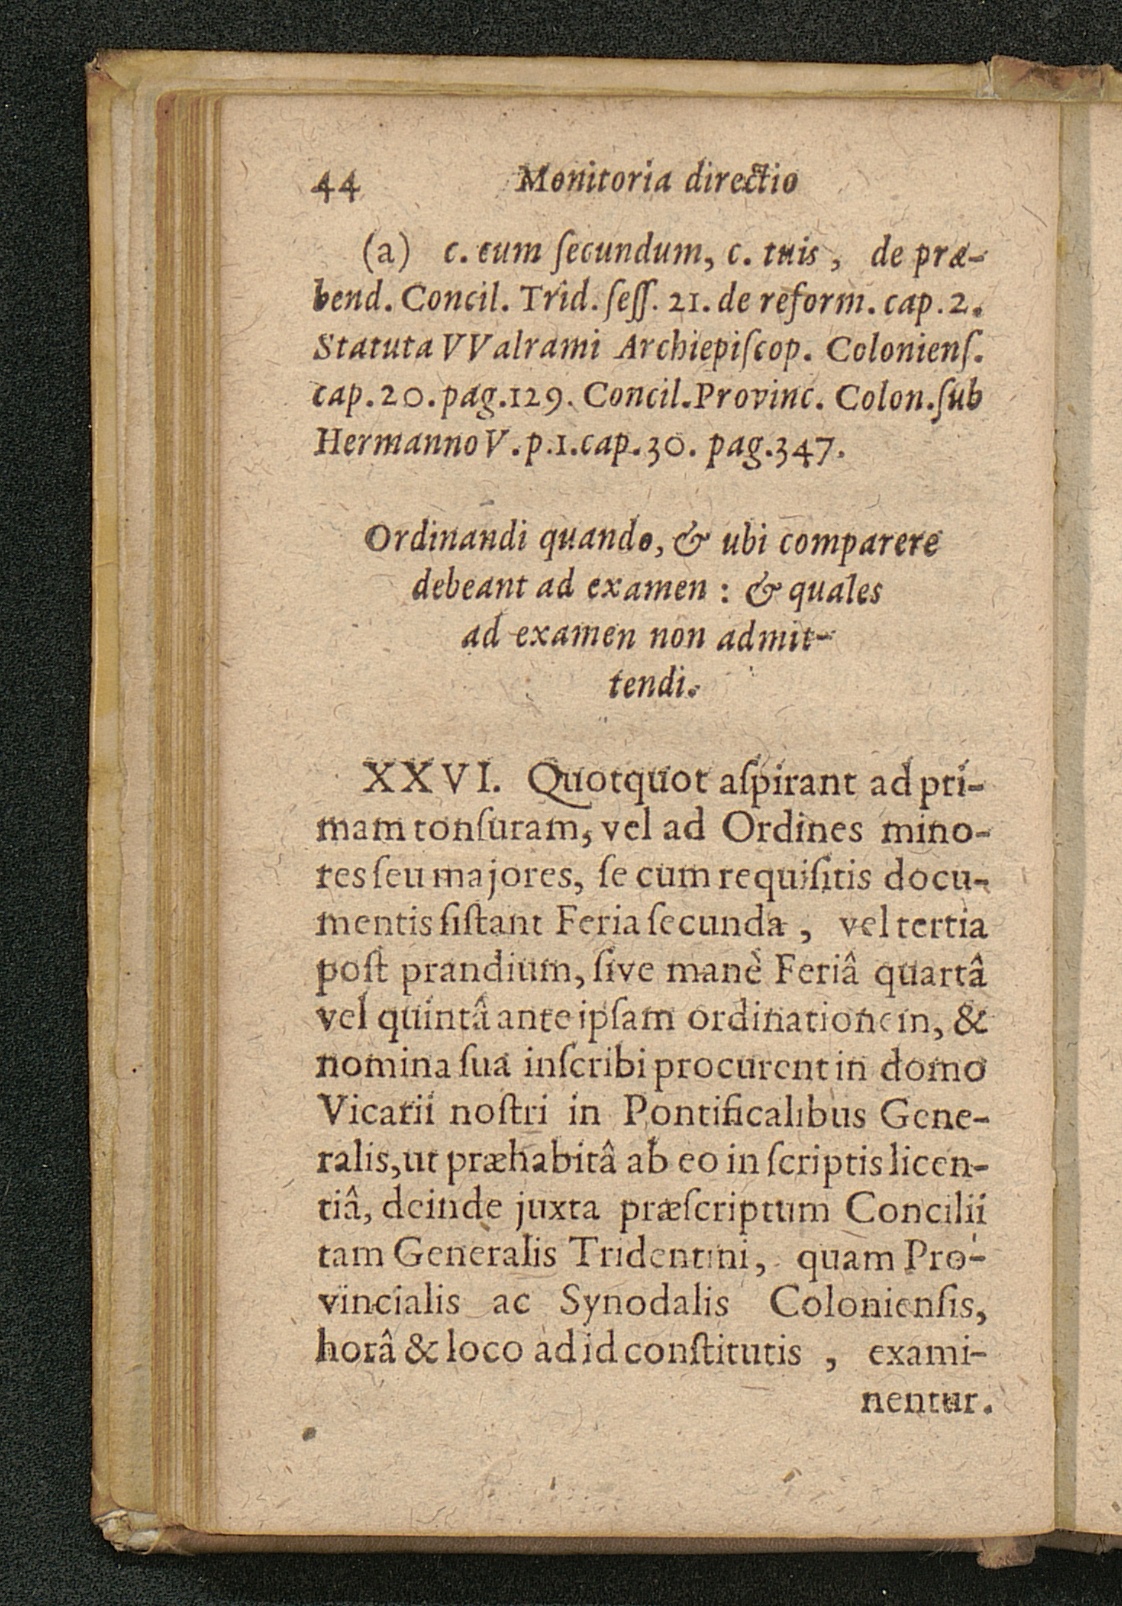 44 Monitoria directio
(a) c. cum ſecundum, c. tuis, de præ-
bend. Concil. Trid. ſeſſ. 21. de reform. cap. 2.
Statuta VValrami Archiepiſcop. Colonienſ.
cap. 20. pag. 129. Concil. Provinc. Colon. ſub
Hermanno V. p. 1. cap. 30. pag. 347.
Ordinandi quando, & ubi comparere
debeant ad examen : & quales
ad examen non admit-
tendi.
XXVI. Quotquot aſpirant ad pri-
mam tonſuram, vel ad Ordines mino-
res ſeu majores, ſe cum requiſitis docu-
mentis ſiſtant Feria ſecunda, vel tertia
poſt prandium, ſive manè Feriâ quartâ
vel quintâ ante ipſam ordinationem, &
nomina ſua inſcribi procurent in domo
Vicarii noſtri in Pontificalibus Gene-
ralis, ut præhabitâ ab eo in ſcriptis licen-
tiâ, deinde juxta præſcriptum Concilii
tam Generalis Tridentini, quam Pro-
vincialis ac Synodalis Colonienſis,
horâ & loco ad id conſtitutis, exami-
nentur.